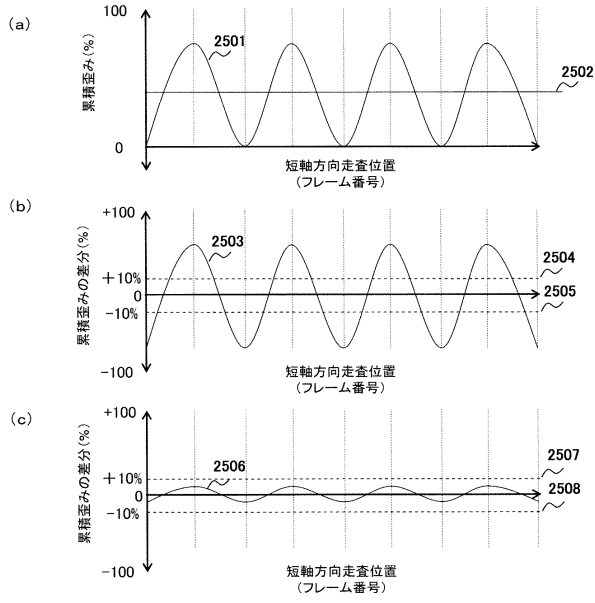 (a)
100
累積歪み(%)
2501
2502
0
短軸方向走査位置
(フレーム番号)
(b)
+100
累積歪みの差分(%)
2503
2504
+10%
2505
0
-10%
-100
短軸方向走査位置
(フレーム番号)
(c)
+100
累積歪みの差分(%)
2506
2507
+10%
2508
0
-10%
-100
短軸方向走査位置
(フレーム番号)